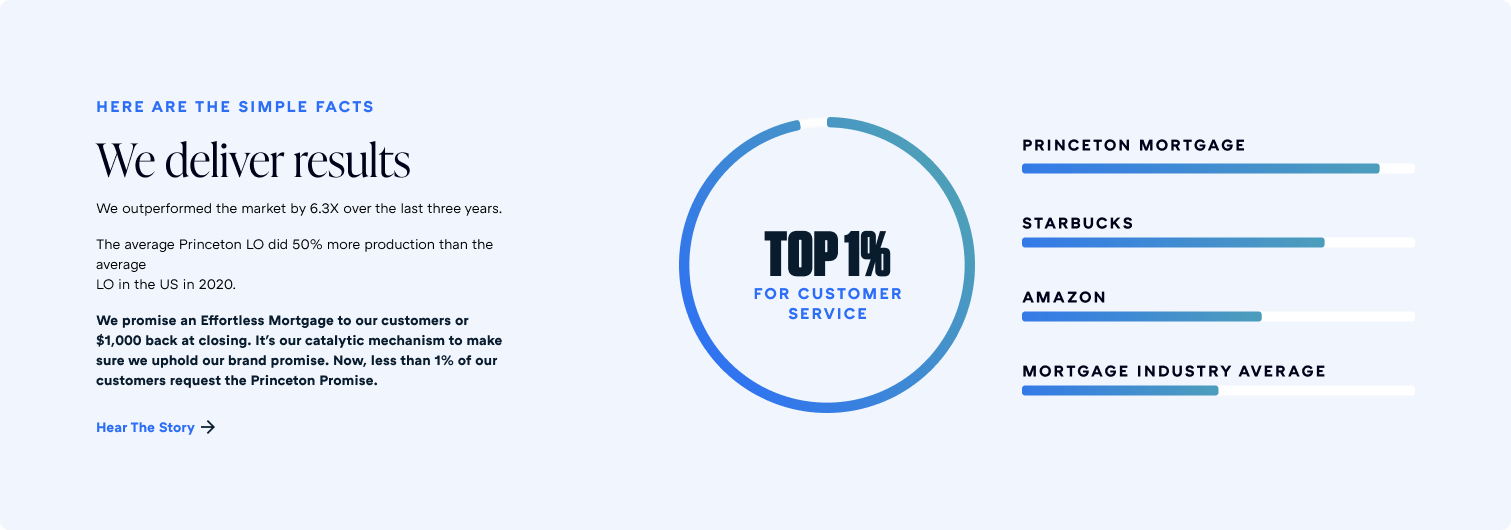 HERE ARE THE SIMPLE FACTS
We deliver results
We outperformed the market by 6.3X over the last three years.
The average Princeton LO did 50% more production than the
average
LO in the US in 2020.
We promise an Effortless Mortgage to our customers or
$1,000 back at closing. It’s our catalytic mechanism to make
sure we uphold our brand promise. Now, less than 1% of our
customers request the Princeton Promise.
Hear The Story
TOP 1%
FOR CUSTOMER
SERVICE
PRINCETON MORTGAGE
STARBUCKS
AMAZON
MORTGAGE INDUSTRY AVERAGE